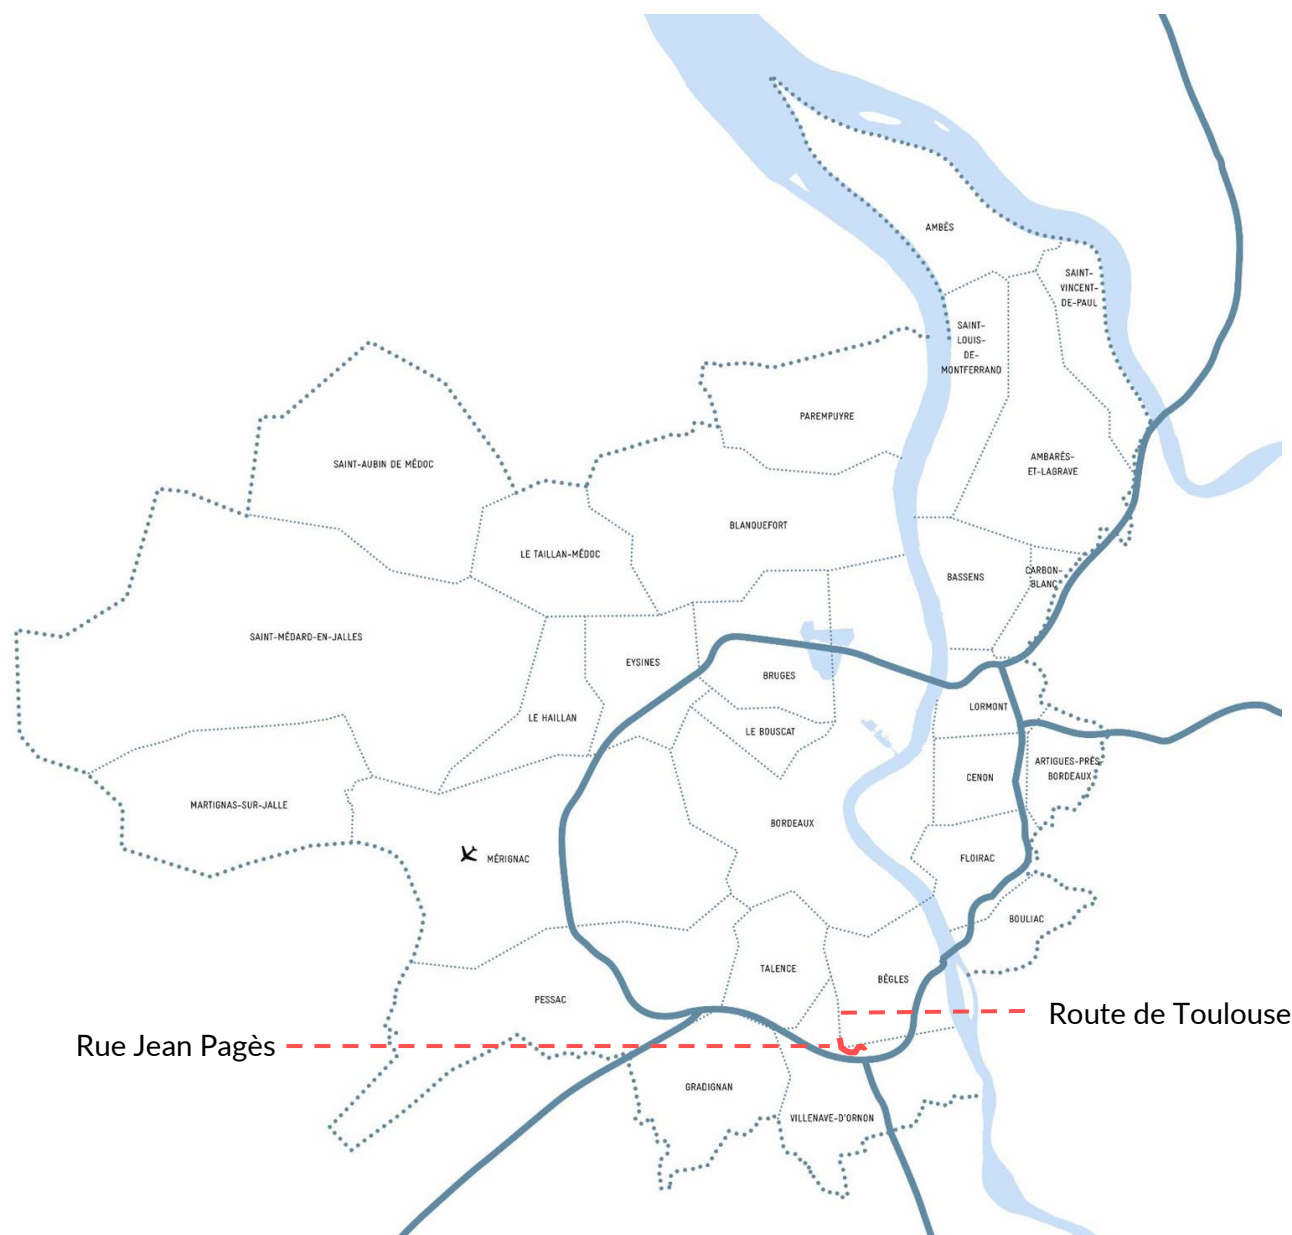 AMBÈS
SAINT-
VINCENT-
DE-PAUL
SAINT-
LOUIS-
DE-
MONTFERRAND
PAREMPUYRE
SAINT-AUBIN DE MÉDOC
AMBARÈS-
ET-LAGRAVE
BLANQUEFORT
LE TAILLAN-MÉDOC
BASSENS
CARBON-
BLANC
SAINT-MÉDARD-EN-JALLES
EYSINES
BRUGES
LE HAILLAN
LORMONT
LE BOUSCAT
ARTIGUES-PRÈS
BORDEAUX
CENON
MARTIGNAS-SUR-JALLE
BORDEAUX
MÉRIGNAC
FLOIRAC
BOULIAC
TALENCE
BÈGLES
PESSAC
Route de Toulouse
Rue Jean Pagès
GRADIGNAN
VILLENAVE-D'ORNON